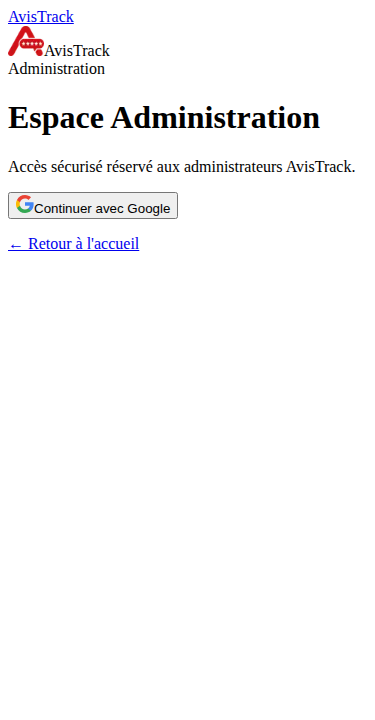 AvisTrack
AvisTrack
Administration
Espace Administration
Accès sécurisé réservé aux administrateurs AvisTrack.
Continuer avec Google
← Retour à l'accueil